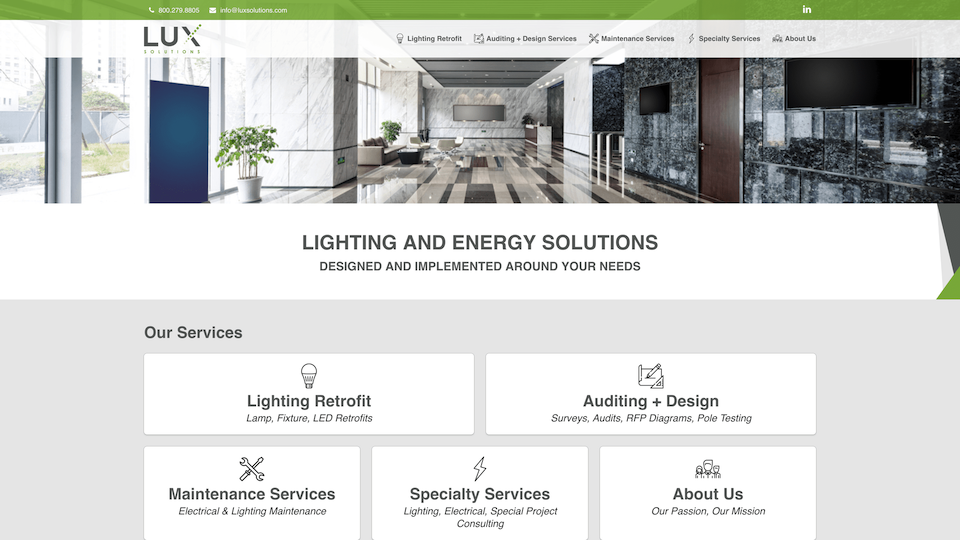 800.279.8805 info@luxsolutions.com in
LUX
SOLUTIONS
Lighting Retrofit Auditing + Design Services Maintenance Services Specialty Services About Us
LIGHTING AND ENERGY SOLUTIONS
DESIGNED AND IMPLEMENTED AROUND YOUR NEEDS
Our Services
Lighting Retrofit
Lamp, Fixture, LED Retrofits
Auditing + Design
Surveys, Audits, RFP Diagrams, Pole Testing
Maintenance Services
Electrical & Lighting Maintenance
Specialty Services
Lighting, Electrical, Special Project
Consulting
About Us
Our Passion, Our Mission